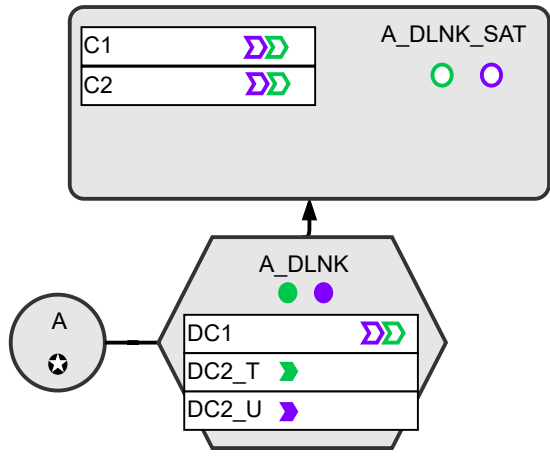 C1
A_DLNK_SAT
C2
A_DLNK
A
DC1
DC2_T
DC2_U